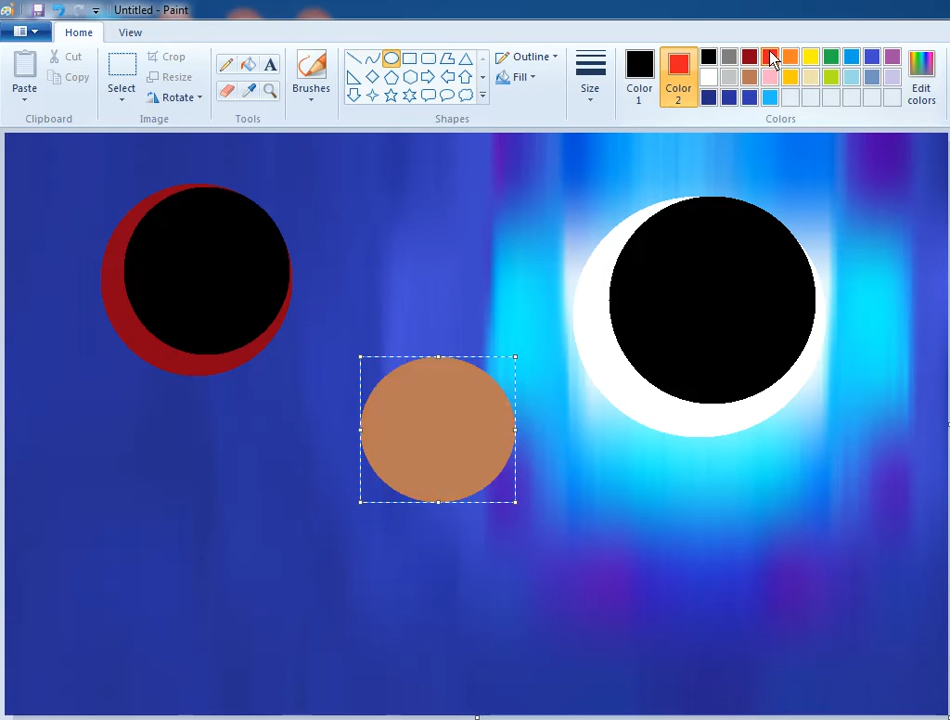 Untitled - Paint
Home View
Paste
Cut
Copy
Clipboard
Select
Crop
Resize
Rotate
Image
A
Tools
Brushes
Shapes
Outline
Fill
Size
Color 1
Color 2
Edit colors
Colors